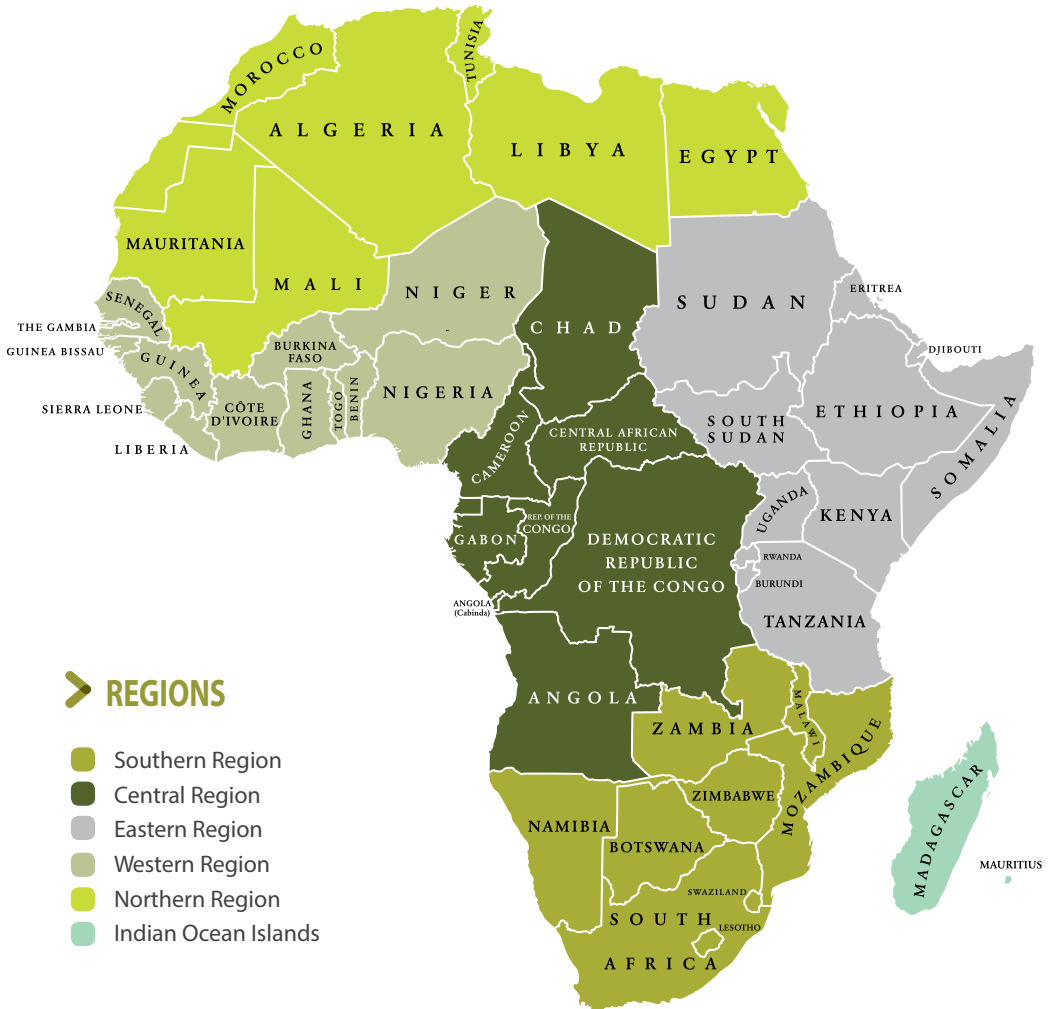 MOROCCO
TUNISIA
ALGERIA
LIBYA
EGYPT
MAURITANIA
MALI
NIGER
-
CHAD
SUDAN
ERITREA
SENEGAL
THE GAMBIA
GUINEA BISSAU
GUINEA
BURKINA
FASO
DJIBOUTI
SIERRA LEONE
CÔTE
D'IVOIRE
GHANA
TOGO
BENIN
NIGERIA
LIBERIA
CAMEROON
CENTRAL AFRICAN
REPUBLIC
SOUTH
SUDAN
ETHIOPIA
SOMALIA
UGANDA
KENYA
GABON
REP. OF THE
CONGO
DEMOCRATIC
REPUBLIC
OF THE CONGO
RWANDA
BURUNDI
ANGOLA
(Cabinda)
TANZANIA
ANGOLA
ZAMBIA
MALAWI
MOZAMBIQUE
ZIMBABWE
NAMIBIA
BOTSWANA
SWAZILAND
SOUTH
AFRICA
LESOTHO
MADAGASCAR
MAURITIUS
REGIONS
Southern Region
Central Region
Eastern Region
Western Region
Northern Region
Indian Ocean Islands